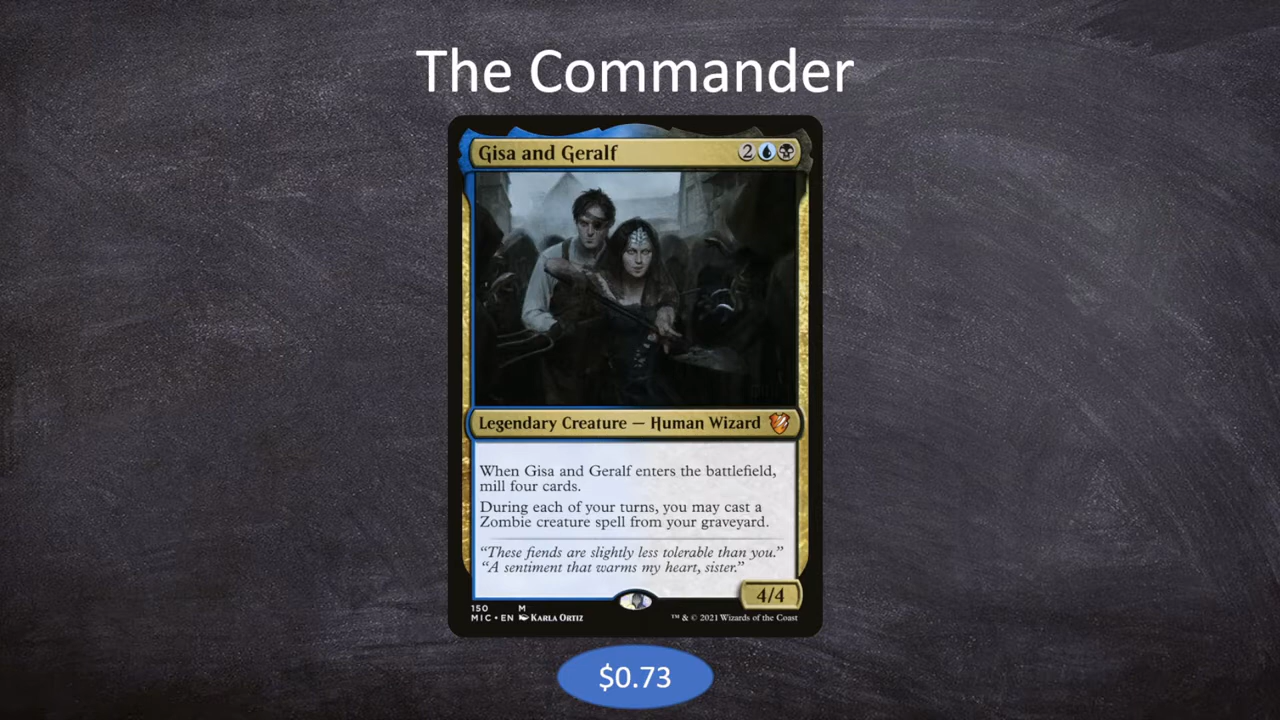 The Commander
Gisa and Geralf
2
Legendary Creature — Human Wizard
When Gisa and Geralf enters the battlefield,
mill four cards.
During each of your turns, you may cast a
Zombie creature spell from your graveyard.
“These fiends are slightly less tolerable than you.”
“A sentiment that warms my heart, sister.”
4/4
150 M
MIC • EN KARLA ORTIZ
™ & © 2021 Wizards of the Coast
$0.73